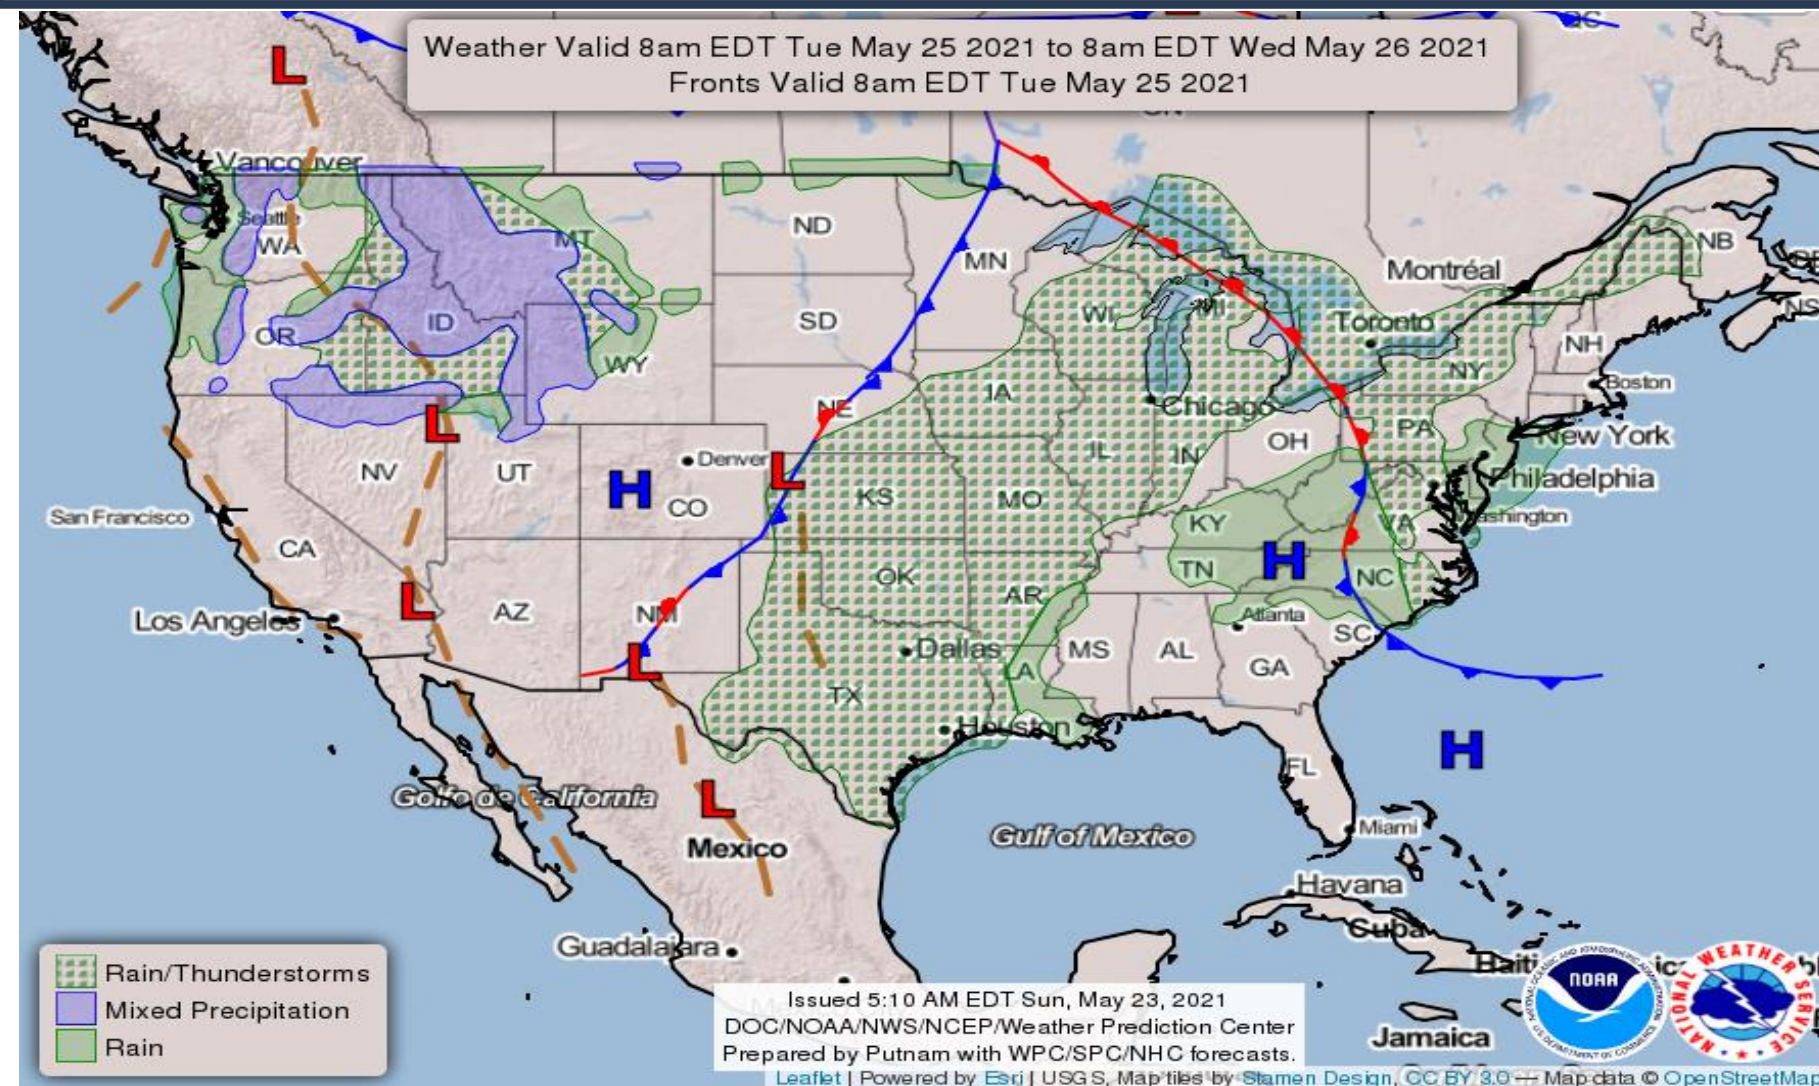 Weather Valid 8am EDT Tue May 25 2021 to 8am EDT Wed May 26 2021
Fronts Valid 8am EDT Tue May 25 2021
QC
L
Vancouver
Seattle
WA
MT
ND
MN
NB
Montréal
OR
ID
SD
WI
MI
Toronto
NH
NS
WY
IA
NY
Boston
L
NE
Chicago
PA
New York
NV
UT
H
Denver
CO
L
KS
MO
IL
IN
OH
Philadelphia
San Francisco
CA
KY
VA
Washington
Los Angeles
L
AZ
NM
OK
AR
TN
H
NC
Atlanta
L
Dallas
LA
MS
AL
GA
SC
TX
Houston
FL
H
Golfo de California
L
Mexico
Gulf of Mexico
Miami
Havana
Cuba
Guadalajara
Haiti
Jamaica
Rain/Thunderstorms
Mixed Precipitation
Rain
Issued 5:10 AM EDT Sun, May 23, 2021
DOC/NOAA/NWS/NCEP/Weather Prediction Center
Prepared by Putnam with WPC/SPC/NHC forecasts.
NOAA
NATIONAL WEATHER SERVICE
Leaflet | Powered by Esri | USGS, Map tiles by Stamen Design, CC BY 3.0 — Map data © OpenStreetMap